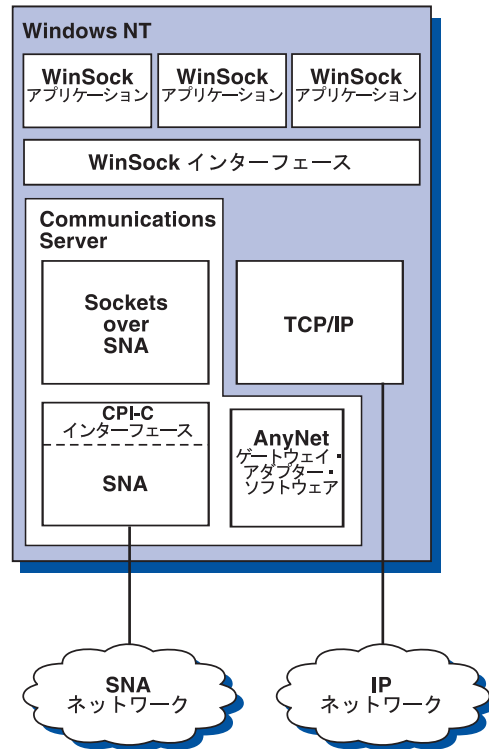 Windows NT
WinSock
アプリケーション
WinSock
アプリケーション
WinSock
アプリケーション
WinSock インターフェース
Communications
Server
Sockets
over
SNA
TCP/IP
CPI-C
インターフェース
SNA
AnyNet
ゲートウェイ・
アダプター・
ソフトウェア
SNA
ネットワーク
IP
ネットワーク